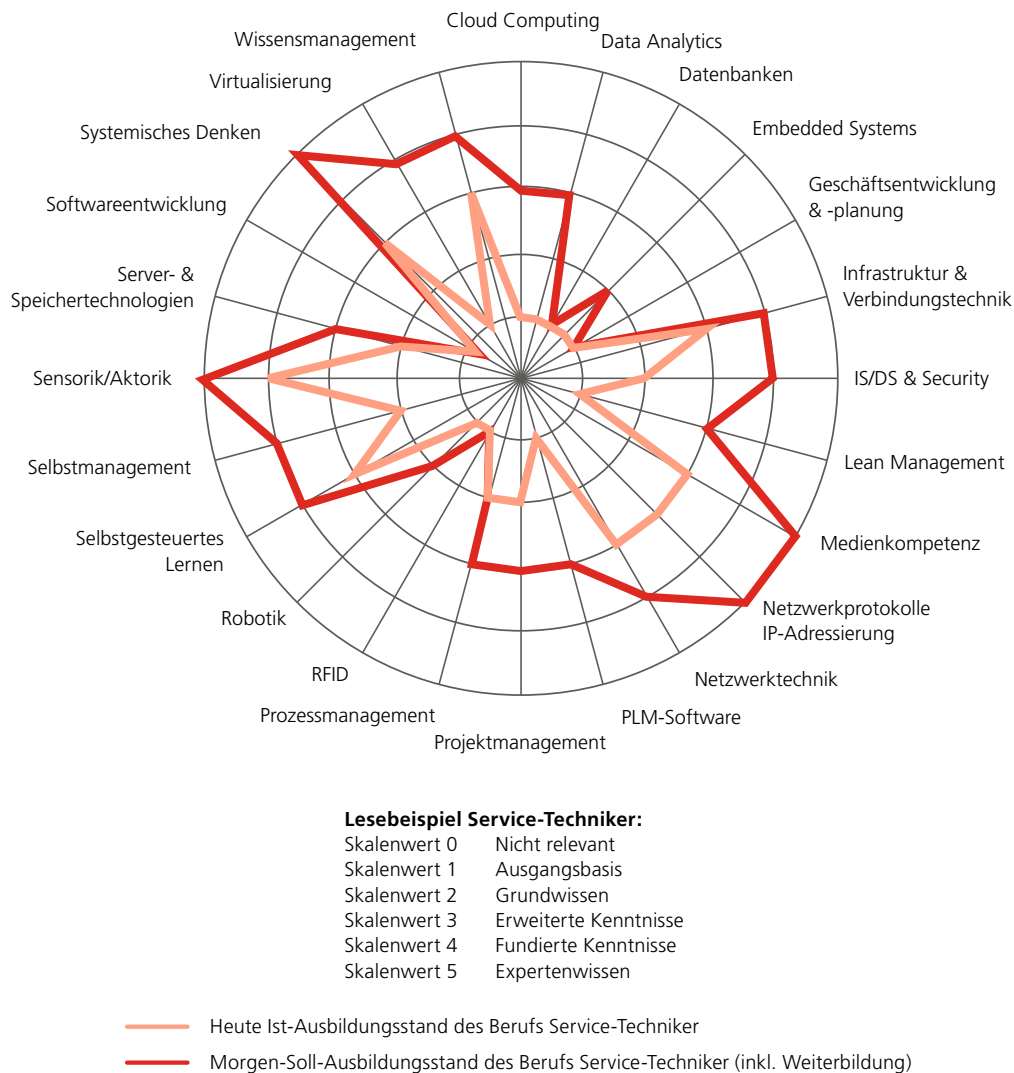 Cloud Computing
Data Analytics
Datenbanken
Embedded Systems
Geschäftsentwicklung
& -planung
Infrastruktur &
Verbindungstechnik
IS/DS & Security
Lean Management
Medienkompetenz
Netzwerkprotokolle
IP-Adressierung
Netzwerktechnik
PLM-Software
Projektmanagement
Prozessmanagement
RFID
Robotik
Selbstgesteuertes
Lernen
Selbstmanagement
Sensorik/Aktorik
Server- &
Speichertechnologien
Softwareentwicklung
Systemisches Denken
Virtualisierung
Wissensmanagement
Lesebeispiel Service-Techniker:
Skalenwert 0 Nicht relevant
Skalenwert 1 Ausgangsbasis
Skalenwert 2 Grundwissen
Skalenwert 3 Erweiterte Kenntnisse
Skalenwert 4 Fundierte Kenntnisse
Skalenwert 5 Expertenwissen
Heute Ist-Ausbildungsstand des Berufs Service-Techniker
Morgen-Soll-Ausbildungsstand des Berufs Service-Techniker (inkl. Weiterbildung)